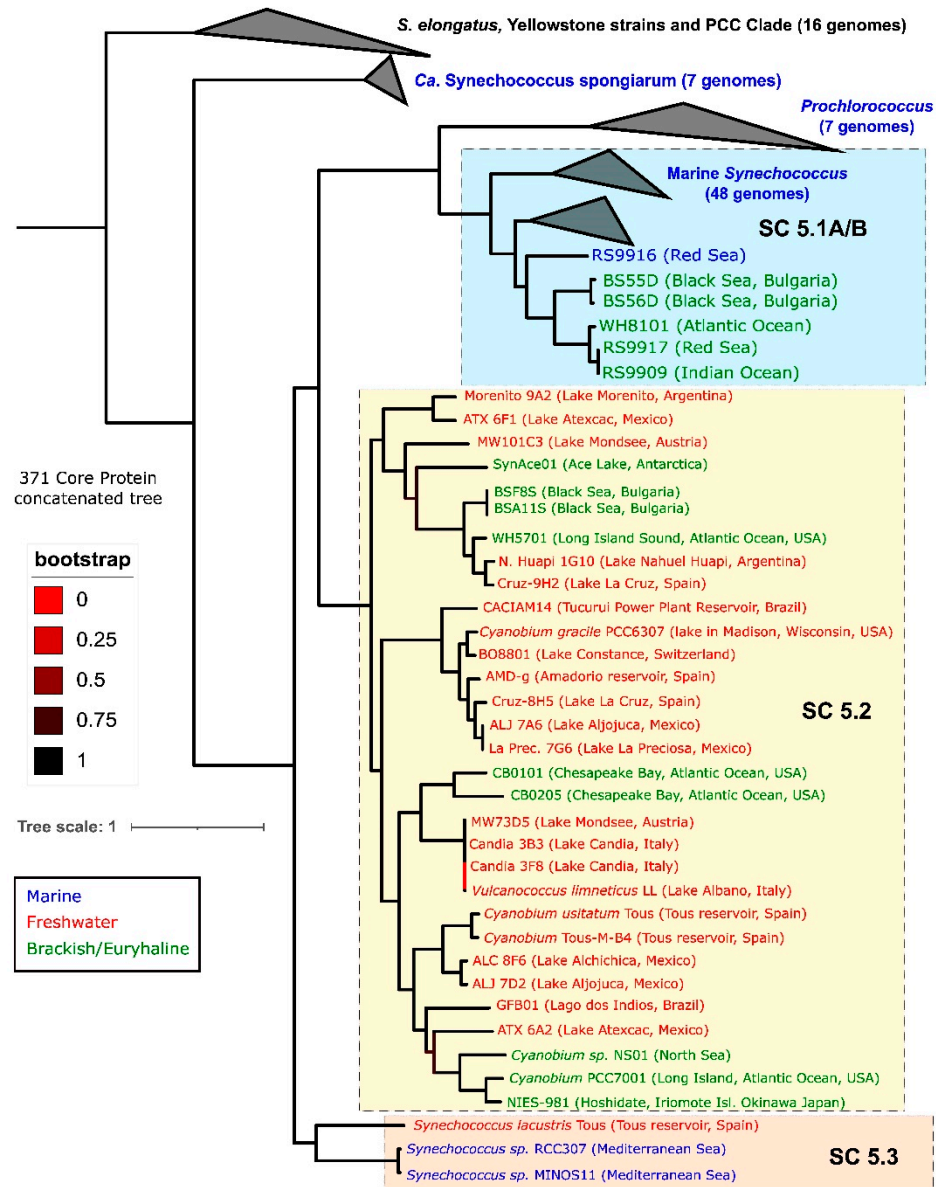 S. elongatus, Yellowstone strains and PCC Clade (16 genomes)
Ca. Synechococcus spongiarum (7 genomes)
Prochlorococcus
(7 genomes)
Marine Synechococcus
(48 genomes)
SC 5.1A/B
RS9916 (Red Sea)
BS55D (Black Sea, Bulgaria)
BS56D (Black Sea, Bulgaria)
WH8101 (Atlantic Ocean)
RS9917 (Red Sea)
RS9909 (Indian Ocean)
Morenito 9A2 (Lake Morenito, Argentina)
ATX 6F1 (Lake Atexcac, Mexico)
MW101C3 (Lake Mondsee, Austria)
SynAce01 (Ace Lake, Antarctica)
BSF8S (Black Sea, Bulgaria)
BSA11S (Black Sea, Bulgaria)
WH5701 (Long Island Sound, Atlantic Ocean, USA)
N. Huapi 1G10 (Lake Nahuel Huapi, Argentina)
Cruz-9H2 (Lake La Cruz, Spain)
CACIAM14 (Tucurui Power Plant Reservoir, Brazil)
Cyanobium gracile PCC6307 (lake in Madison, Wisconsin, USA)
BO8801 (Lake Constance, Switzerland)
AMD-g (Amadorio reservoir, Spain)
Cruz-8H5 (Lake La Cruz, Spain)
ALJ 7A6 (Lake Aljojuca, Mexico)
La Prec. 7G6 (Lake La Preciosa, Mexico)
SC 5.2
CB0101 (Chesapeake Bay, Atlantic Ocean, USA)
CB0205 (Chesapeake Bay, Atlantic Ocean, USA)
MW73D5 (Lake Mondsee, Austria)
Candia 3B3 (Lake Candia, Italy)
Candia 3F8 (Lake Candia, Italy)
Vulcanococcus limneticus LL (Lake Albano, Italy)
Cyanobium usitatum Tous (Tous reservoir, Spain)
Cyanobium Tous-M-B4 (Tous reservoir, Spain)
ALC 8F6 (Lake Alchichica, Mexico)
ALJ 7D2 (Lake Aljojuca, Mexico)
GFB01 (Lago dos Indios, Brazil)
ATX 6A2 (Lake Atexcac, Mexico)
Cyanobium sp. NS01 (North Sea)
Cyanobium PCC7001 (Long Island, Atlantic Ocean, USA)
NIES-981 (Hoshidate, Iriomote Isl. Okinawa Japan)
Synechococcus lacustris Tous (Tous reservoir, Spain)
Synechococcus sp. RCC307 (Mediterranean Sea)
Synechococcus sp. MINOS11 (Mediterranean Sea)
SC 5.3
371 Core Protein
concatenated tree
bootstrap
0
0.25
0.5
0.75
1
Tree scale: 1
Marine
Freshwater
Brackish/Euryhaline